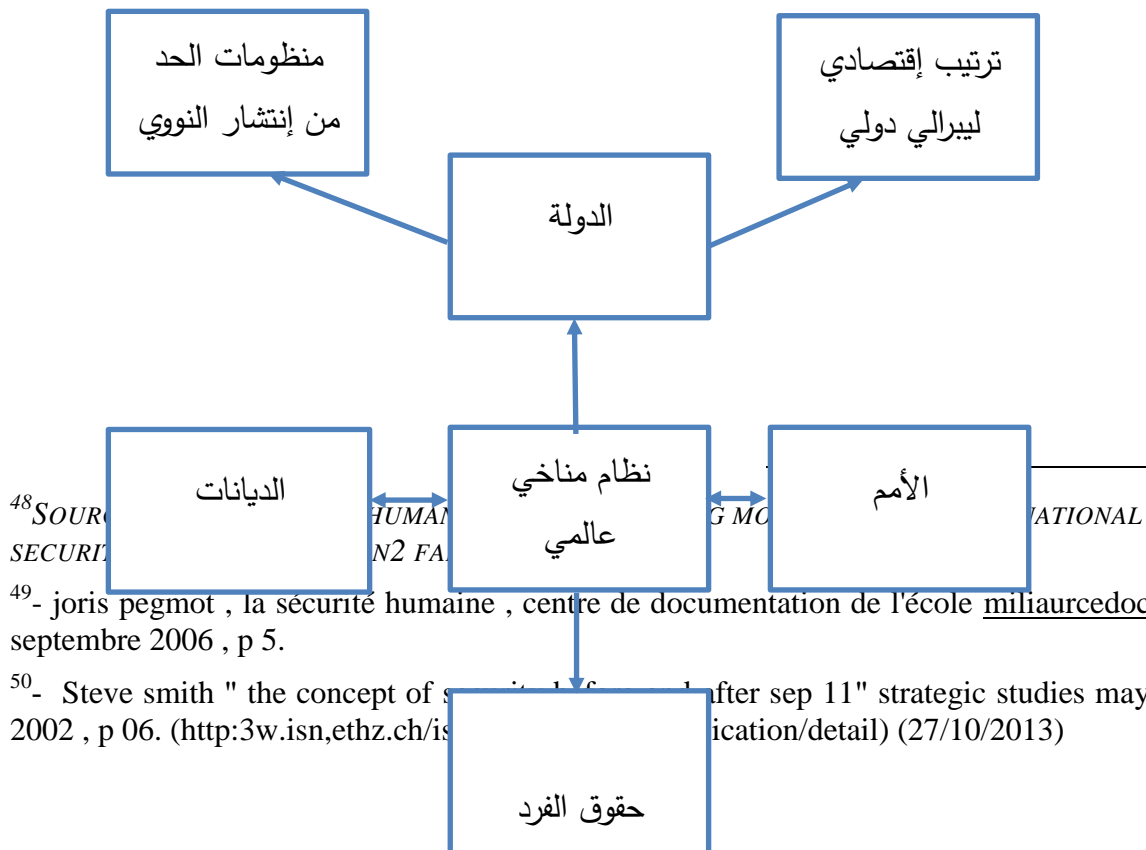 منظومات الحد
من إنتشار النووي
ترتيب إقتصادي
ليبرالي دولي
الدولة
الديانات
نظام مناخي
عالمي
الأمم
48SOUR HUMAN G MO NATIONAL
SECURIT N2 FA
49- joris pegmot , la sécurité humaine , centre de documentation de l'école miliaurcedoc
septembre 2006 , p 5.
50- Steve smith " the concept of after sep 11" strategic studies may
2002 , p 06. (http:3w.isn,ethz.ch/is ication/detail) (27/10/2013)
حقوق الفرد